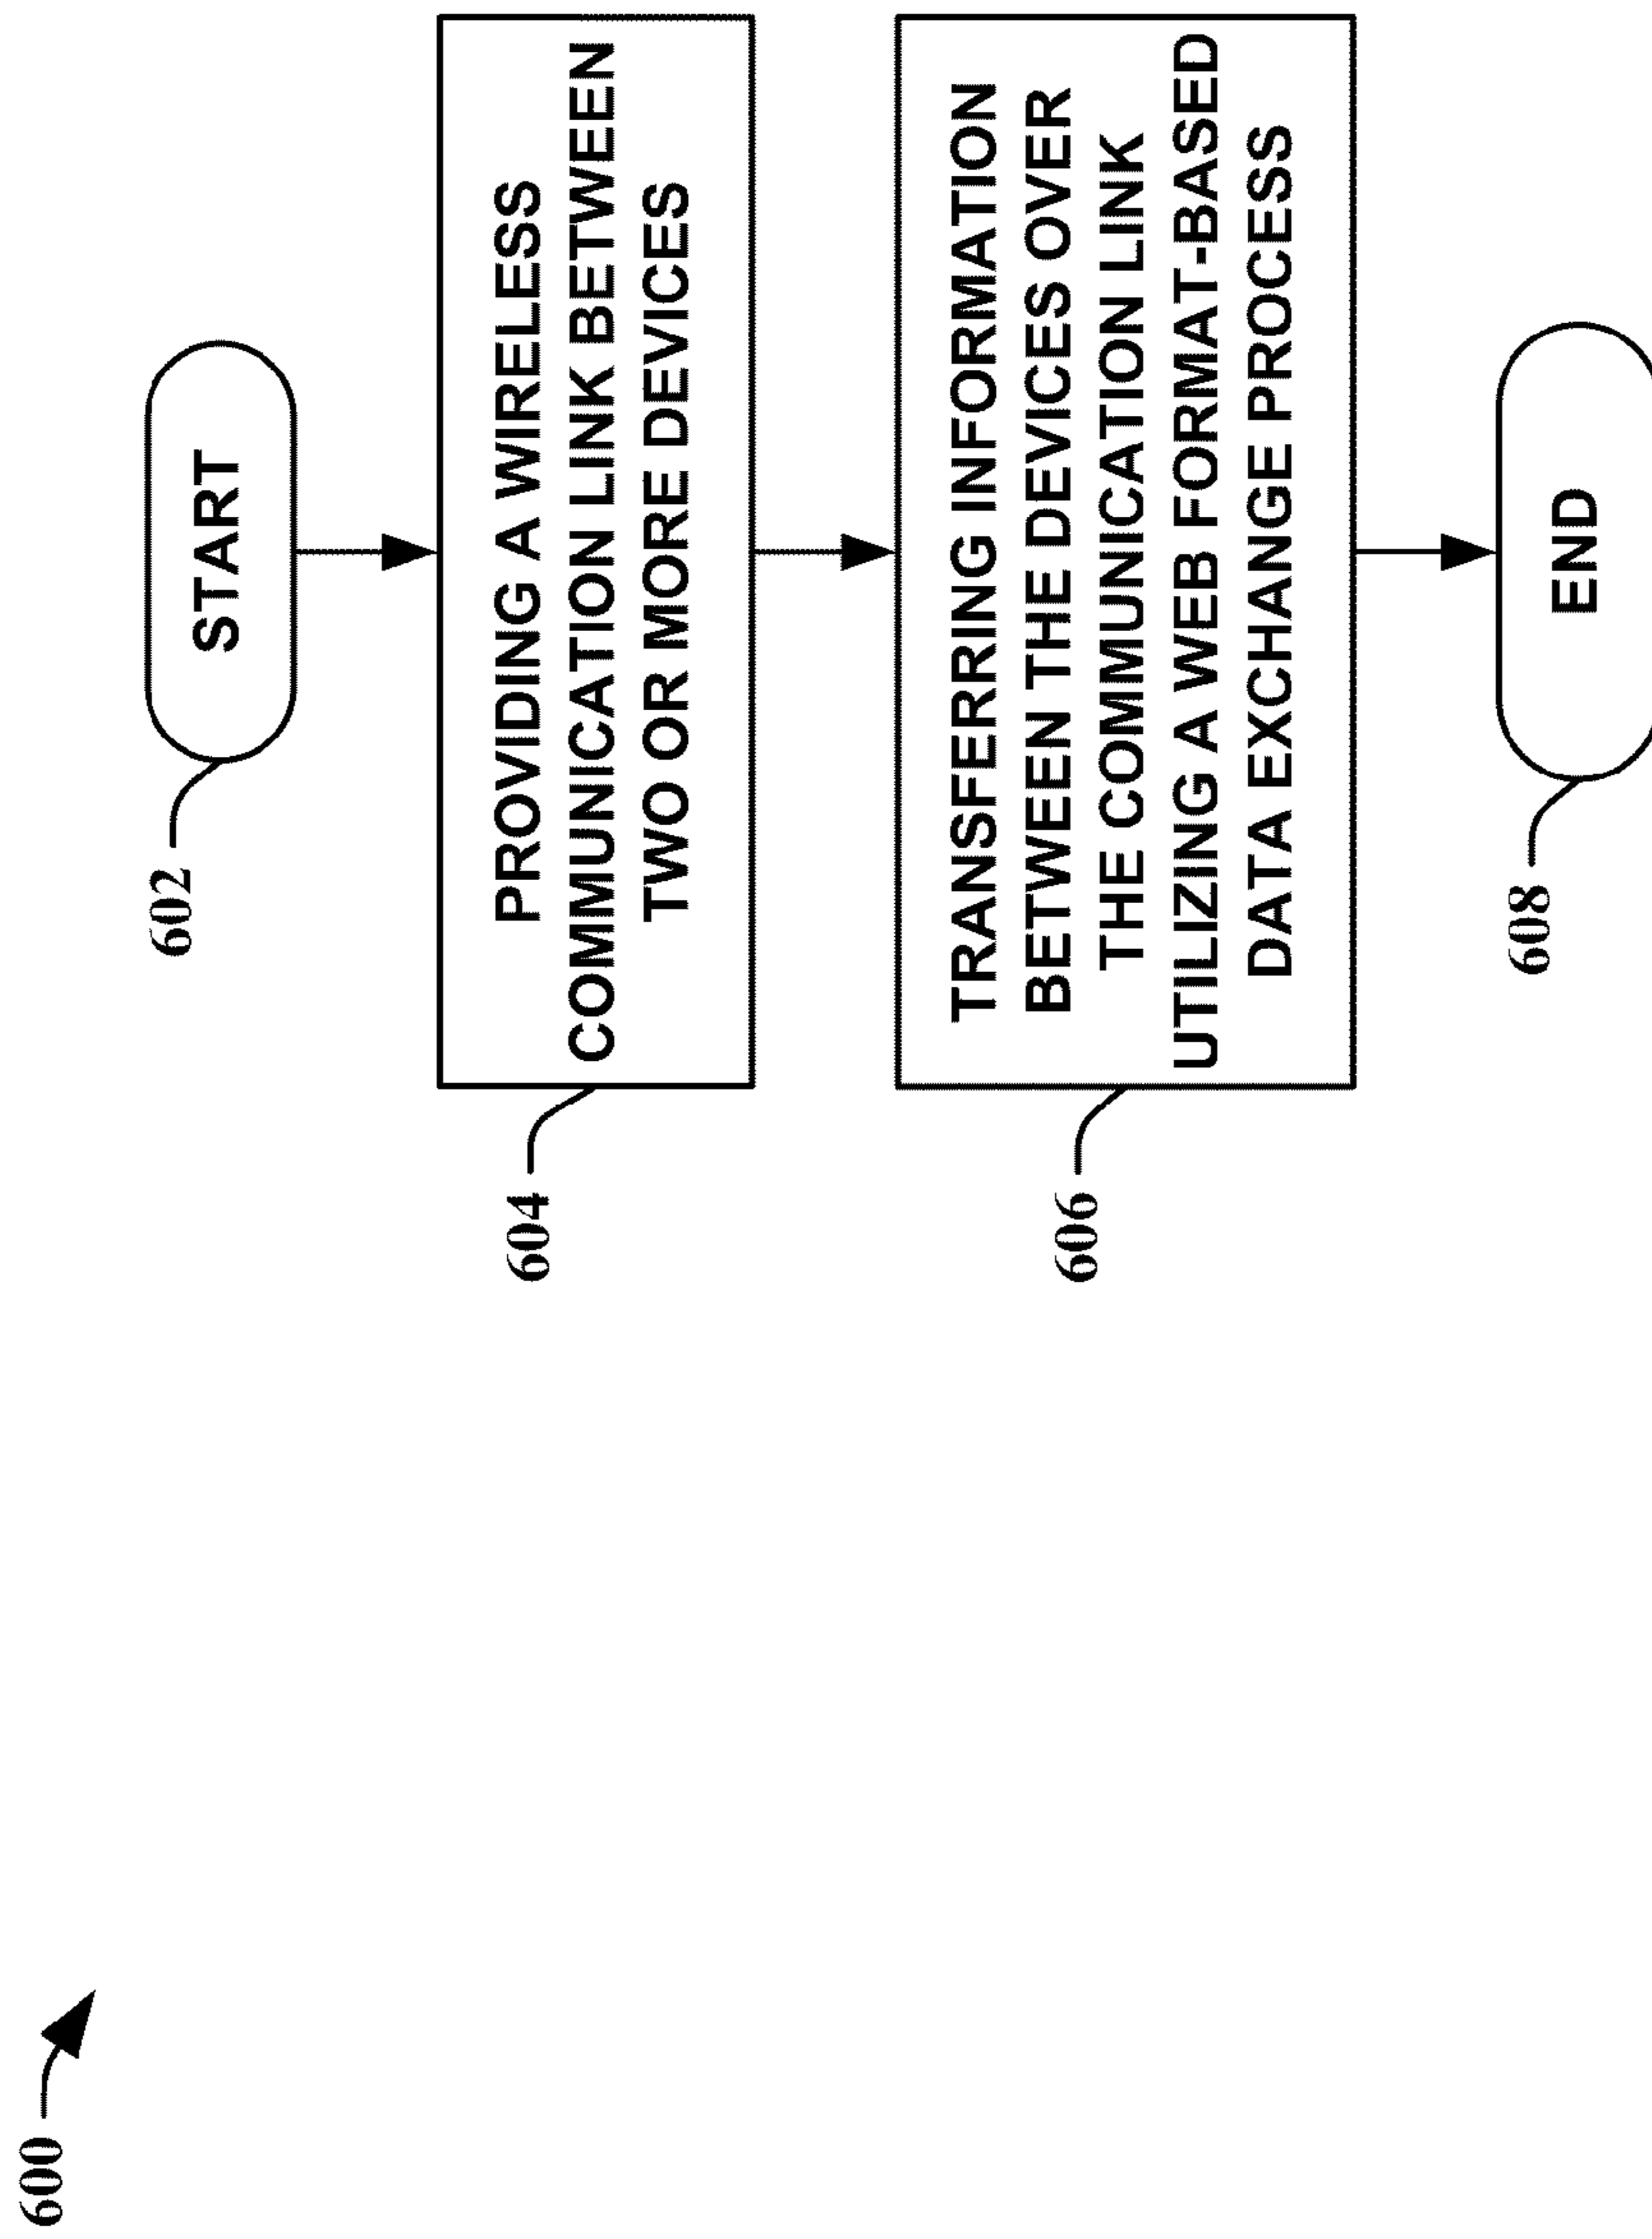 600
602
START
604
PROVIDING A WIRELESS
COMMUNICATION LINK BETWEEN
TWO OR MORE DEVICES
606
TRANSFERRING INFORMATION
BETWEEN THE DEVICES OVER
THE COMMUNICATION LINK
UTILIZING A WEB FORMAT-BASED
DATA EXCHANGE PROCESS
608
END